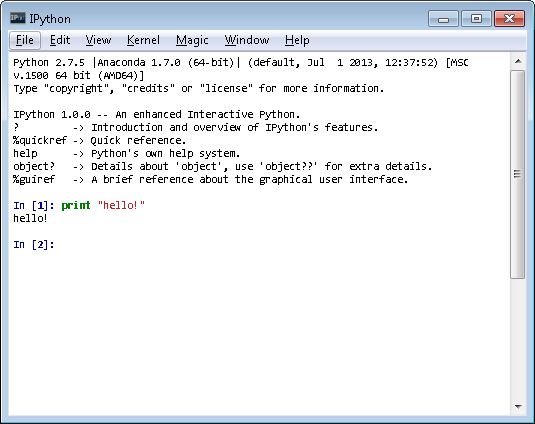 IPython
File Edit View Kernel Magic Window Help
Python 2.7.5 |Anaconda 1.7.0 (64-bit)| (default, Jul  1 2013, 12:37:52) [MSC
v.1500 64 bit (AMD64)]
Type "copyright", "credits" or "license" for more information.

IPython 1.0.0 -- An enhanced Interactive Python.
?         -> Introduction and overview of IPython's features.
%quickref -> Quick reference.
help      -> Python's own help system.
object?   -> Details about 'object', use 'object??' for extra details.
%guiref   -> A brief reference about the graphical user interface.

In [1]: print "hello!"
hello!

In [2]: